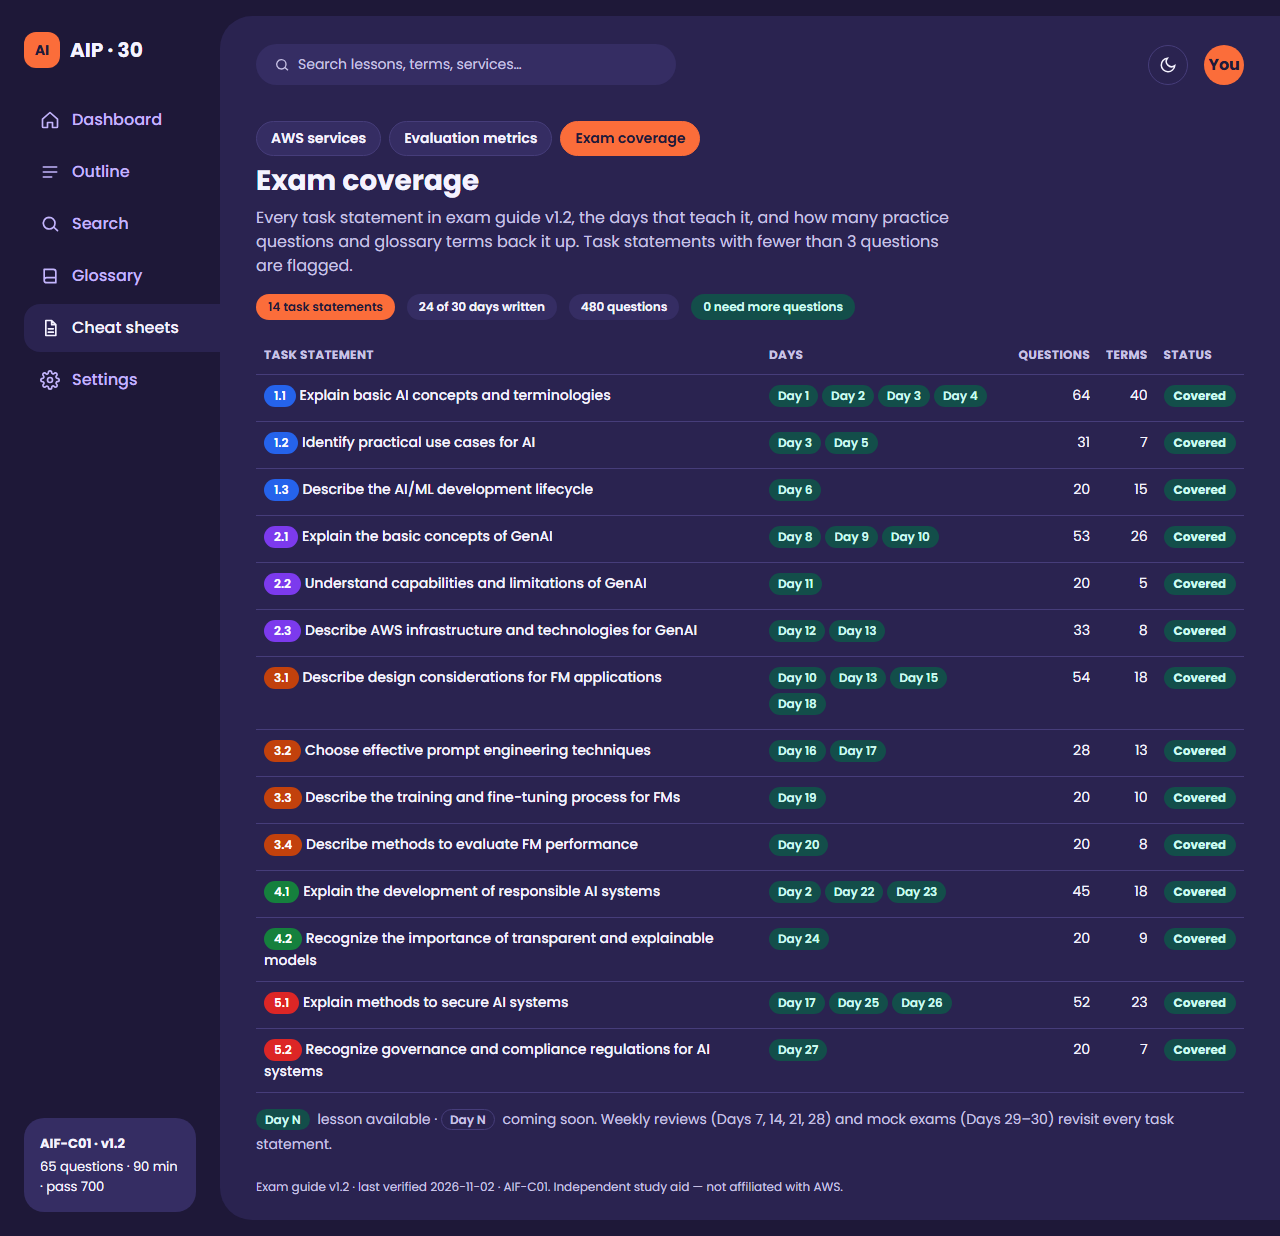 AI AIP · 30
Dashboard
Outline
Search
Glossary
Cheat sheets
Settings
AIF-C01 · v1.2
65 questions · 90 min
· pass 700
Search lessons, terms, services...
You
AWS services Evaluation metrics Exam coverage
Exam coverage
Every task statement in exam guide v1.2, the days that teach it, and how many practice
questions and glossary terms back it up. Task statements with fewer than 3 questions
are flagged.
14 task statements 24 of 30 days written 480 questions 0 need more questions
TASK STATEMENT DAYS QUESTIONS TERMS STATUS
1.1 Explain basic AI concepts and terminologies Day 1 Day 2 Day 3 Day 4 64 40 Covered
1.2 Identify practical use cases for AI Day 3 Day 5 31 7 Covered
1.3 Describe the AI/ML development lifecycle Day 6 20 15 Covered
2.1 Explain the basic concepts of GenAI Day 8 Day 9 Day 10 53 26 Covered
2.2 Understand capabilities and limitations of GenAI Day 11 20 5 Covered
2.3 Describe AWS infrastructure and technologies for GenAI Day 12 Day 13 33 8 Covered
3.1 Describe design considerations for FM applications Day 10 Day 13 Day 15 54 18 Covered
Day 18
3.2 Choose effective prompt engineering techniques Day 16 Day 17 28 13 Covered
3.3 Describe the training and fine-tuning process for FMs Day 19 20 10 Covered
3.4 Describe methods to evaluate FM performance Day 20 20 8 Covered
4.1 Explain the development of responsible AI systems Day 2 Day 22 Day 23 45 18 Covered
4.2 Recognize the importance of transparent and explainable Day 24 20 9 Covered
models
5.1 Explain methods to secure AI systems Day 17 Day 25 Day 26 52 23 Covered
5.2 Recognize governance and compliance regulations for AI Day 27 20 7 Covered
systems
Day N lesson available · Day N coming soon. Weekly reviews (Days 7, 14, 21, 28) and mock exams (Days 29–30) revisit every task
statement.
Exam guide v1.2 · last verified 2026-11-02 · AIF-C01. Independent study aid — not affiliated with AWS.